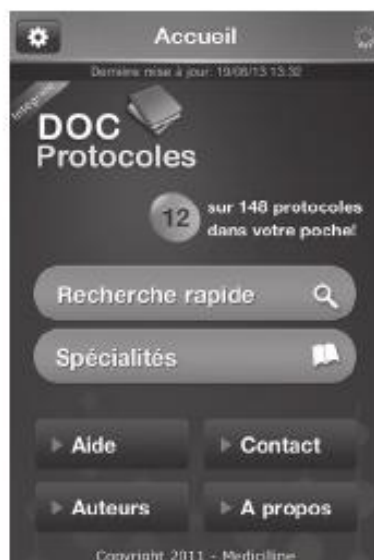 Accueil
Dernière mise à jour: 19/08/13 13:32
Intégrale
DOC
Protocoles
12
sur 148 protocoles
dans votre poche!
Recherche rapide
Spécialités
Aide
Contact
Auteurs
A propos
Copyright 2011 - Mediciline